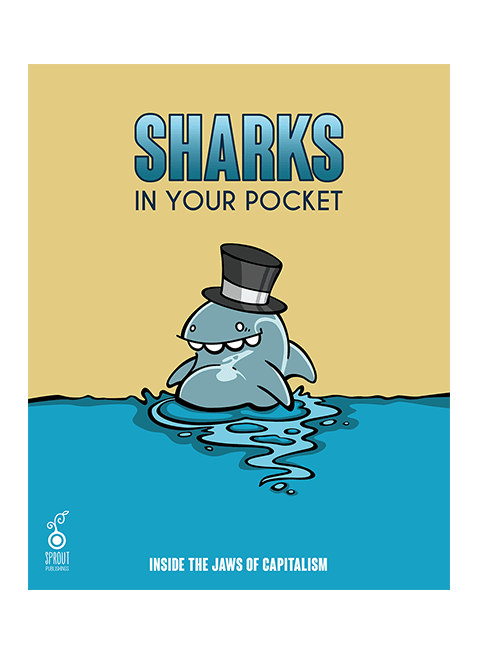 SHARKS
IN YOUR POCKET
SPROUT
PUBLISHINGS
INSIDE THE JAWS OF CAPITALISM